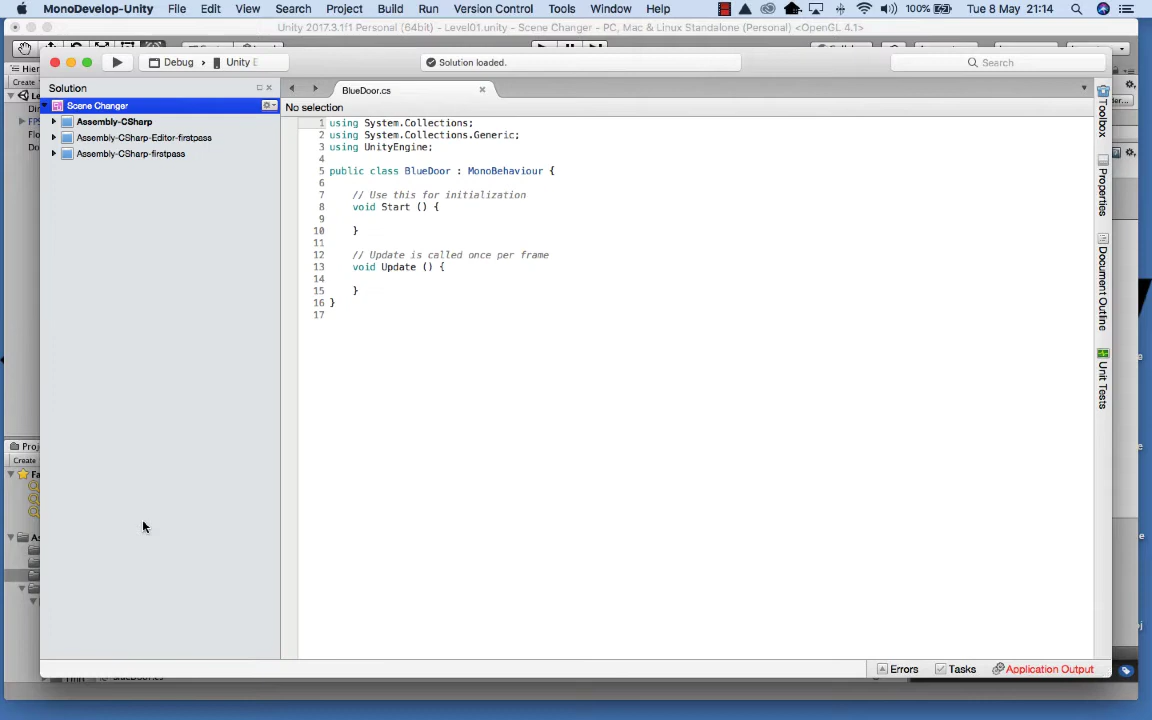 MonoDevelop-Unity File Edit View Search Project Build Run Version Control Tools Window Help 100% Tue 8 May 21:14
Unity 2017.3.1f1 Personal (64bit) - Level01.unity - Scene Changer - PC, Mac & Linux Standalone (Personal) <OpenGL 4.1>
Debug › Unity E
Solution loaded.
Search
Solution
BlueDoor.cs
No selection
Scene Changer
Assembly-CSharp
Assembly-CSharp-Editor-firstpass
Assembly-CSharp-firstpass
1 using System.Collections;
2 using System.Collections.Generic;
3 using UnityEngine;
4
5 public class BlueDoor : MonoBehaviour {
6
7 // Use this for initialization
8 void Start () {
9
10 }
11
12 // Update is called once per frame
13 void Update () {
14
15 }
16 }
17
Toolbox
Properties
Document Outline
Unit Tests
Hier
Create
Proj
Create
Fa
As
Errors Tasks Application Output